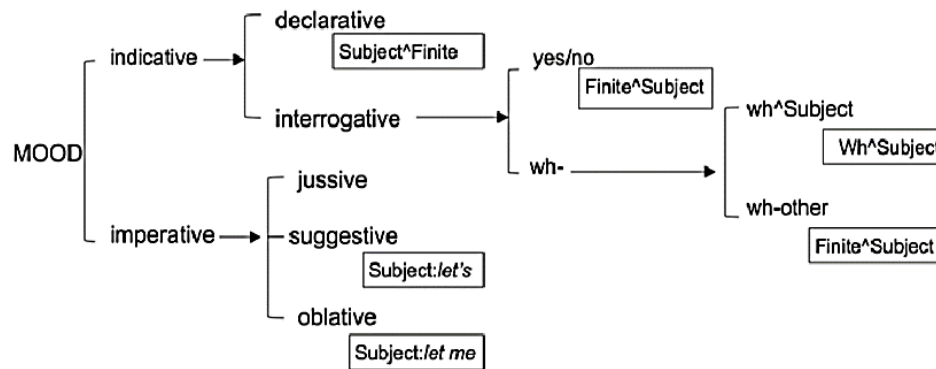 declarative
Subject^Finite
indicative
yes/no
Finite^Subject
interrogative
wh^Subject
Wh^Subject
MOOD
wh-
jussive
wh-other
imperative
suggestive
Finite^Subject
Subject:let's
oblative
Subject:let me